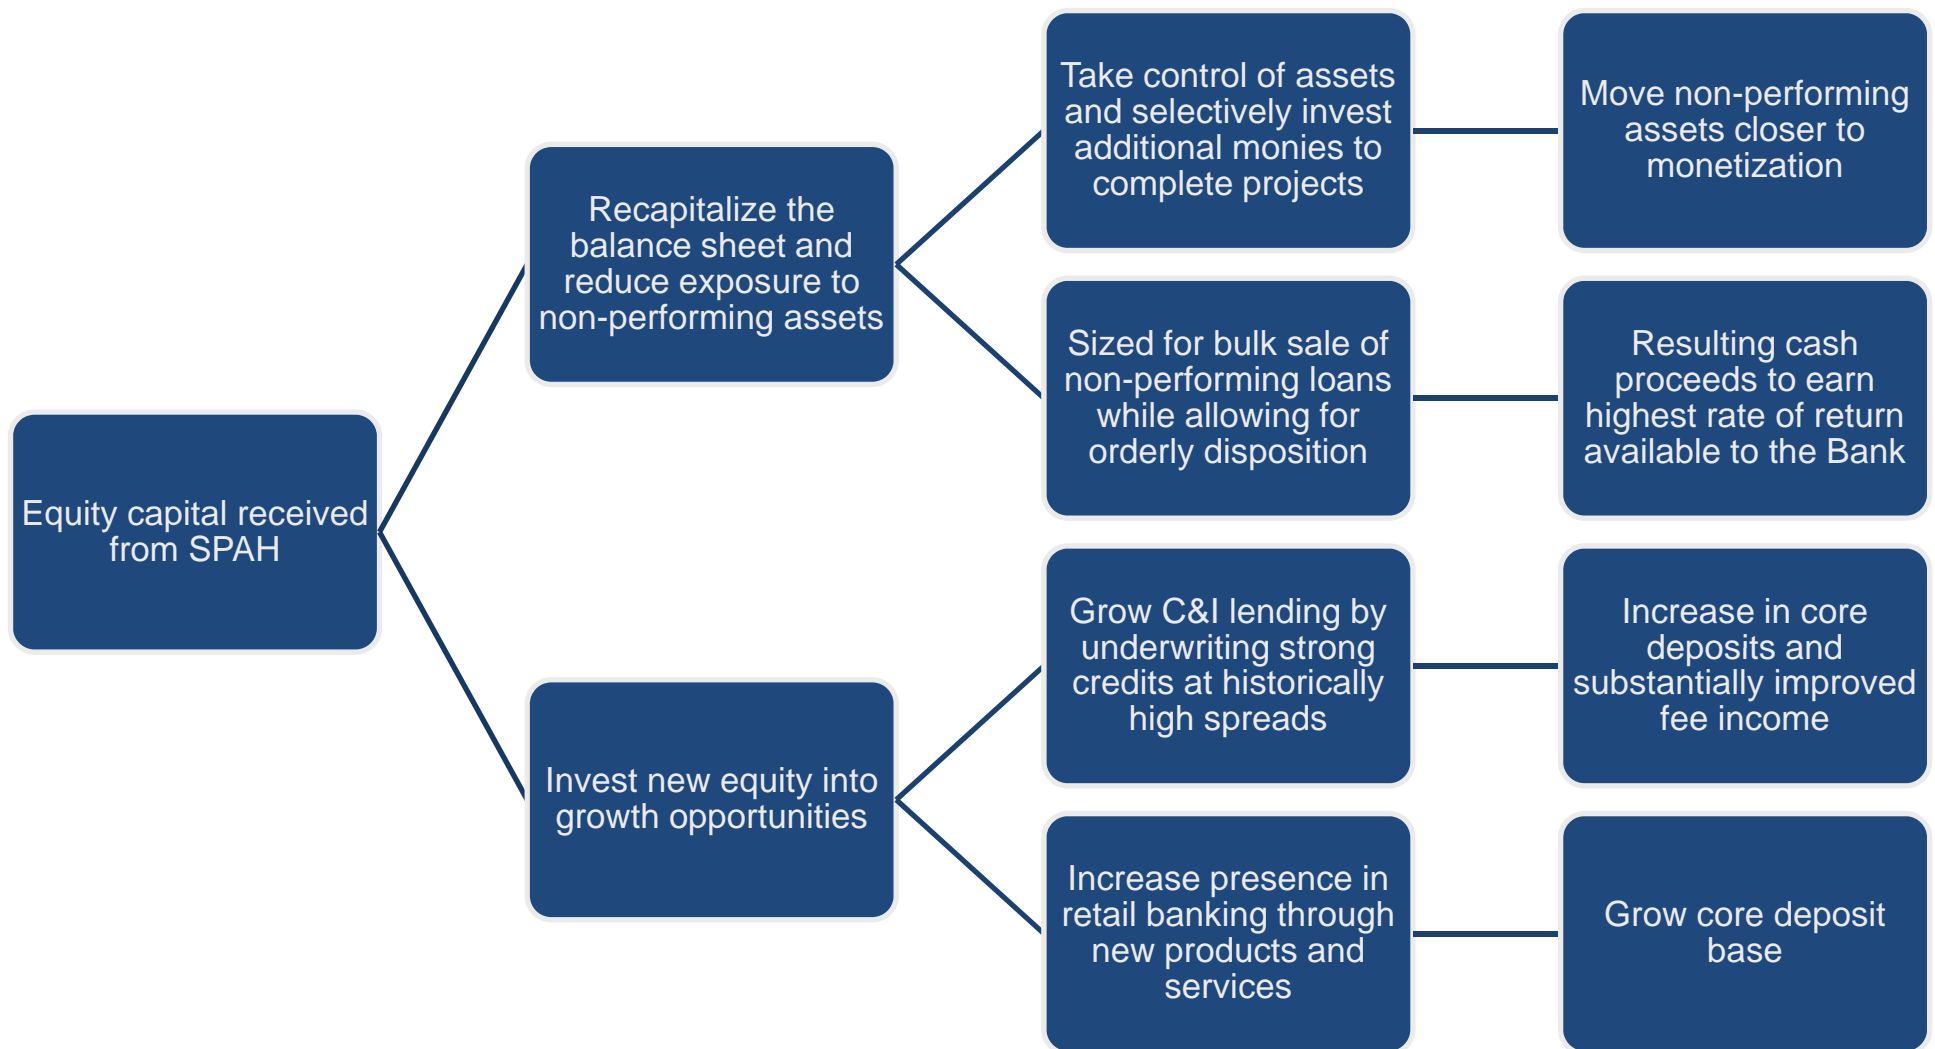 Equity capital received
from SPAH
Recapitalize the
balance sheet and
reduce exposure to
non-performing assets
Invest new equity into
growth opportunities
Take control of assets
and selectively invest
additional monies to
complete projects
Sized for bulk sale of
non-performing loans
while allowing for
orderly disposition
Grow C&I lending by
underwriting strong
credits at historically
high spreads
Increase presence in
retail banking through
new products and
services
Move non-performing
assets closer to
monetization
Resulting cash
proceeds to earn
highest rate of return
available to the Bank
Increase in core
deposits and
substantially improved
fee income
Grow core deposit
base